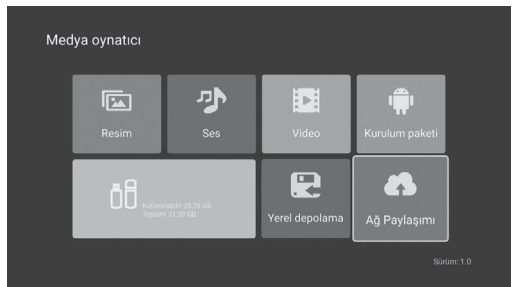 Medya oynatıcı
Resim
Ses
Video
Kurulum paketi
Kullanılabilir 28,76 GB
Toplam 31,39 GB
Yerel depolama
Ağ Paylaşımı
Sürüm: 1.0